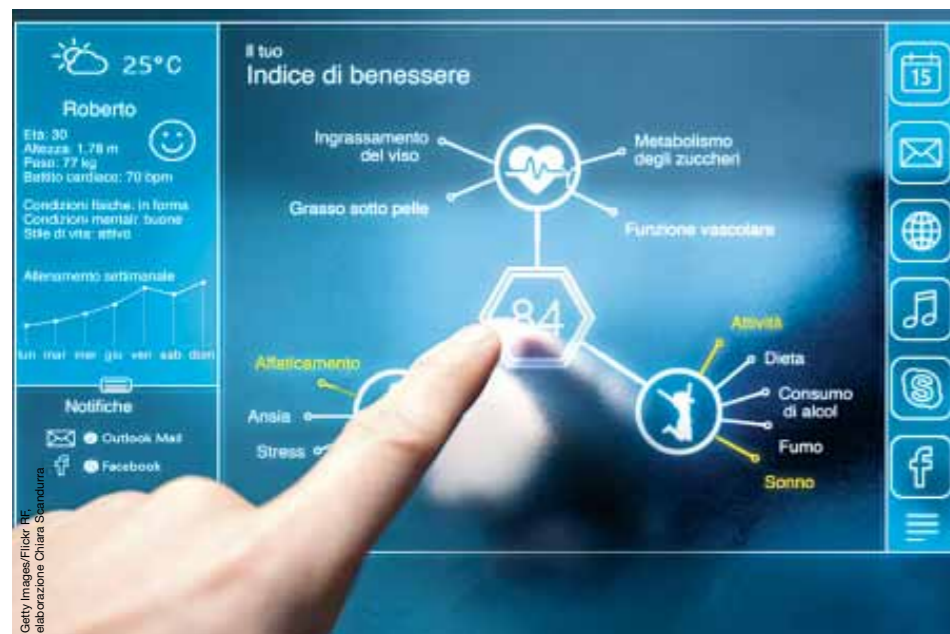 25°C
Roberto
Età: 30
Altezza: 1.78 m
Peso: 77 kg
Battito cardiaco: 70 bpm
Condizioni fisiche: in forma
Condizioni mentali: buone
Stile di vita: attivo
Allenamento settimanale
lun mar mer giu ven sab dom
Notifiche
Outlook Mail
Facebook
Il tuo
Indice di benessere
Ingrassamento
del viso
Metabolismo
degli zuccheri
Grasso sotto pelle
Funzione vascolare
84
Affaticamento
Ansia
Stress
Attività
Dieta
Consumo
di alcol
Fumo
Sonno
15
Getty Images/Flickr RF,
elaborazione Chiara Scandurra